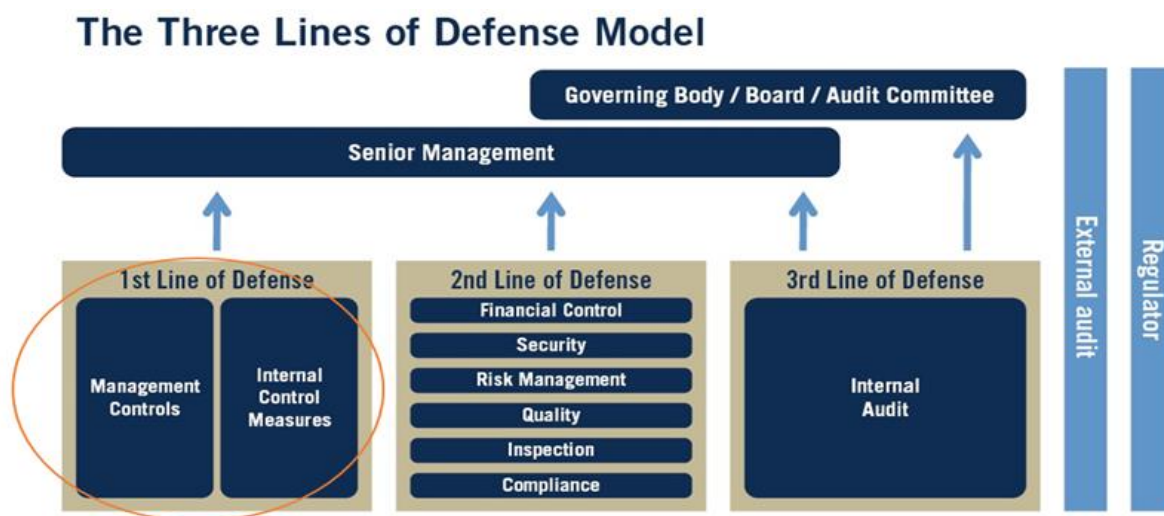 The Three Lines of Defense Model
Governing Body / Board / Audit Committee
Senior Management
1st Line of Defense
Management
Controls
Internal
Control
Measures
2nd Line of Defense
Financial Control
Security
Risk Management
Quality
Inspection
Compliance
3rd Line of Defense
Internal
Audit
External audit
Regulator